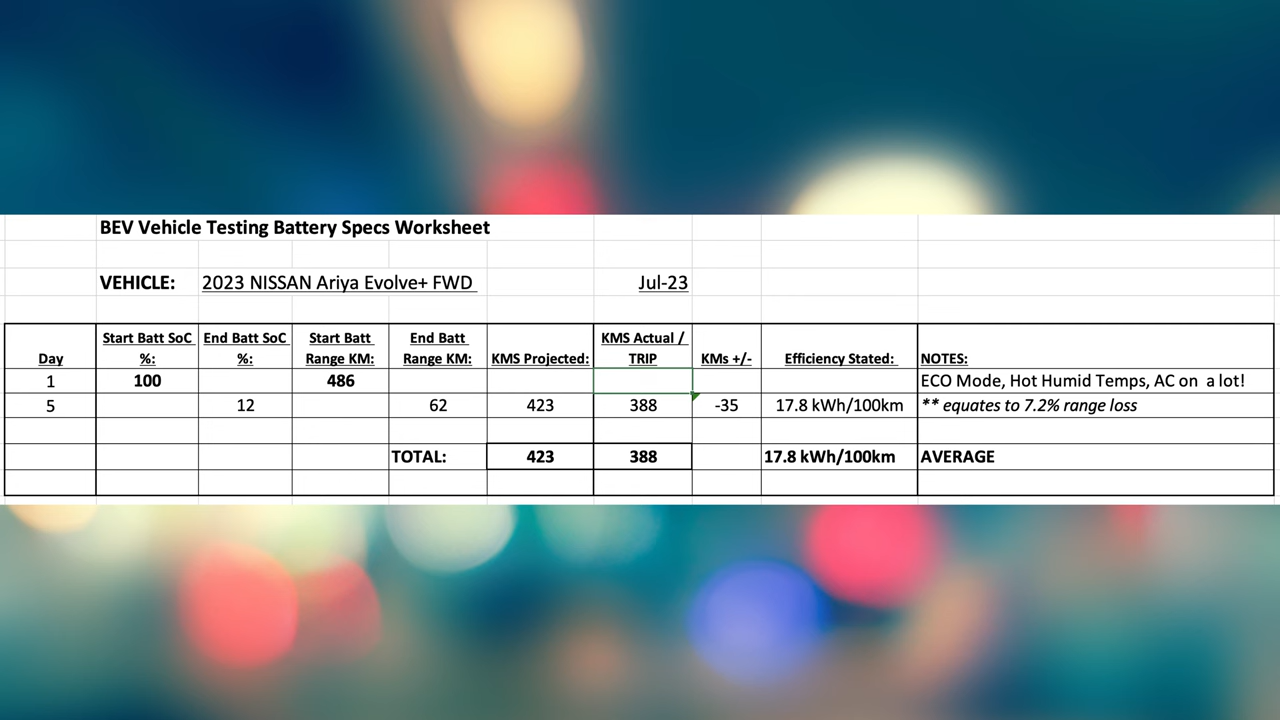 BEV Vehicle Testing Battery Specs Worksheet
VEHICLE: 2023 NISSAN Ariya Evolve+ FWD Jul-23
Day Start Batt SoC %: End Batt SoC %: Start Batt Range KM: End Batt Range KM: KMS Projected: KMS Actual / TRIP KMs +/- Efficiency Stated: NOTES:
1 100 486 ECO Mode, Hot Humid Temps, AC on a lot!
5 12 62 423 388 -35 17.8 kWh/100km ** equates to 7.2% range loss
TOTAL: 423 388 17.8 kWh/100km AVERAGE